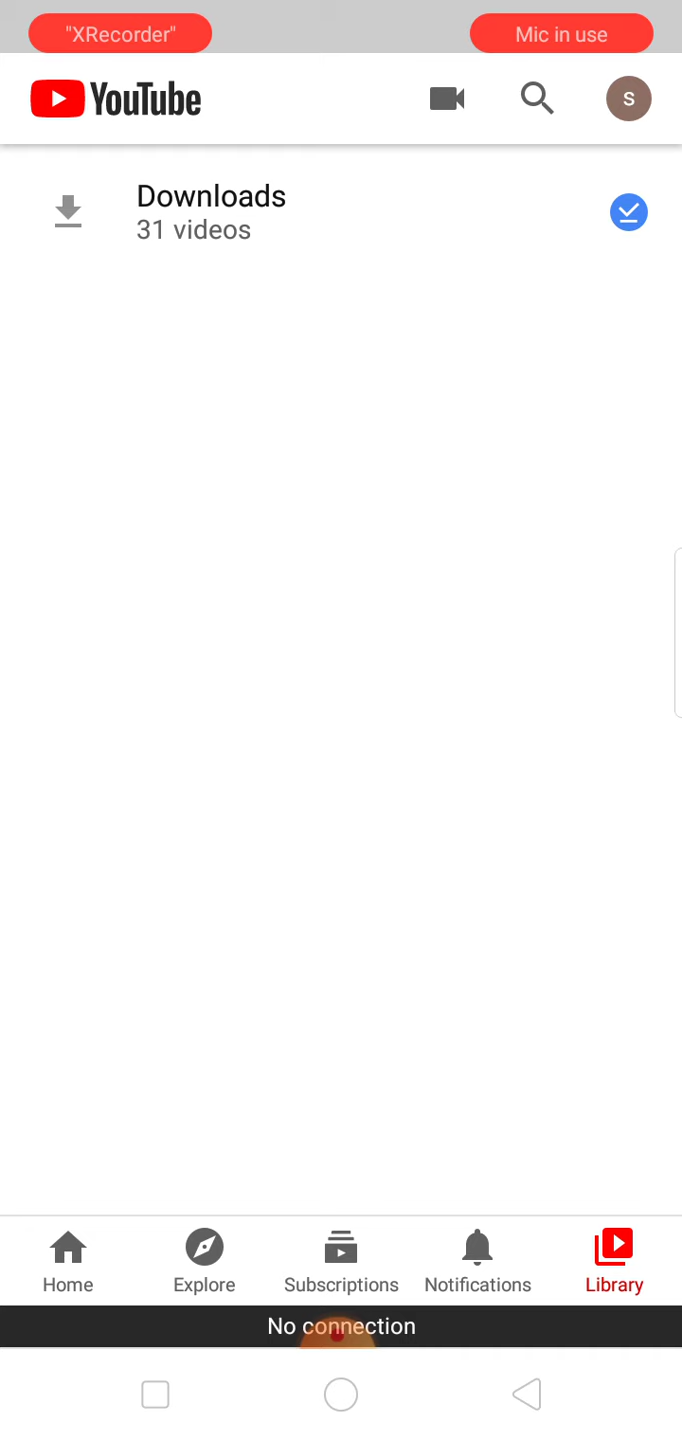 "XRecorder"
Mic in use
YouTube
S
Downloads
31 videos
Home
Explore
Subscriptions
Notifications
Library
No connection